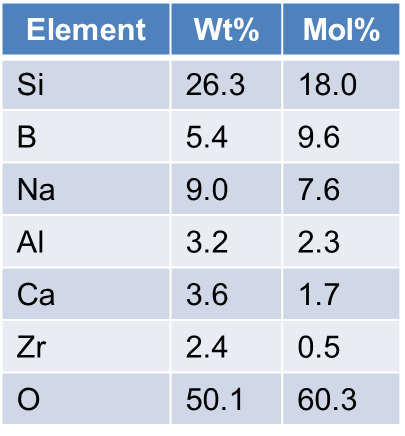 Element Wt% Mol%
Si 26.3 18.0
B 5.4 9.6
Na 9.0 7.6
Al 3.2 2.3
Ca 3.6 1.7
Zr 2.4 0.5
O 50.1 60.3